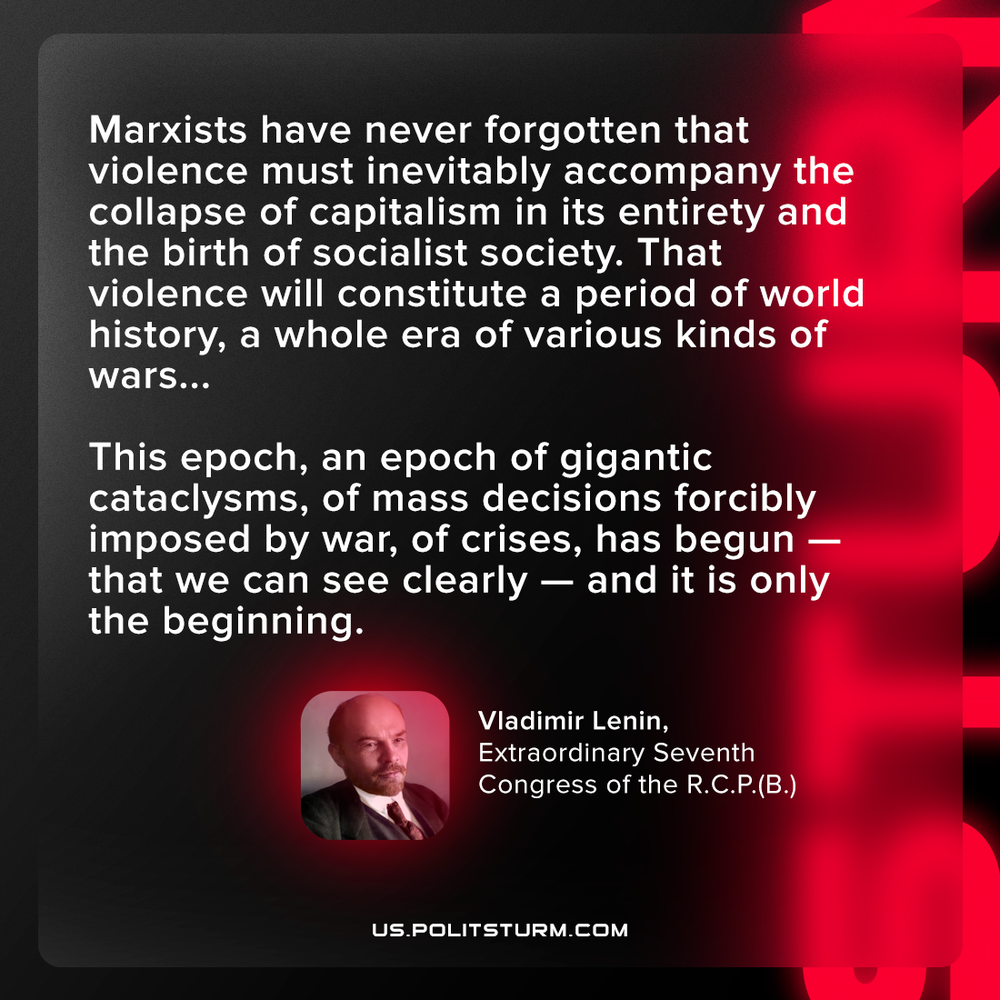 Marxists have never forgotten that
violence must inevitably accompany the
collapse of capitalism in its entirety and
the birth of socialist society. That
violence will constitute a period of world
history, a whole era of various kinds of
wars...
This epoch, an epoch of gigantic
cataclysms, of mass decisions forcibly
imposed by war, of crises, has begun —
that we can see clearly — and it is only
the beginning.
Vladimir Lenin,
Extraordinary Seventh
Congress of the R.C.P.(B.)
US.POLITSTURM.COM